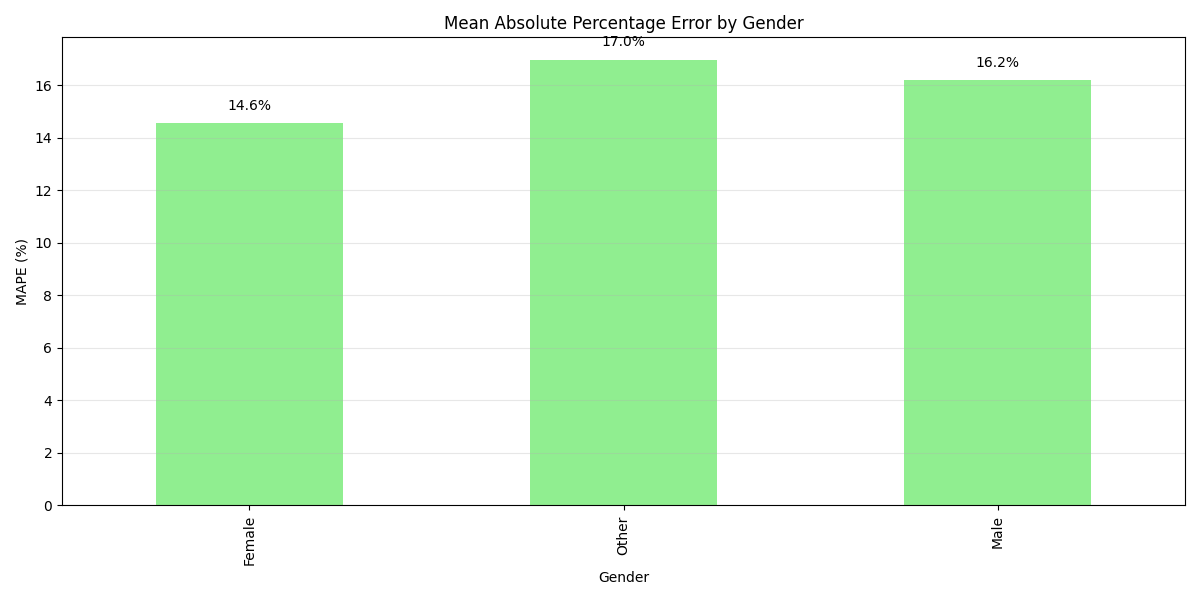 Mean Absolute Percentage Error by Gender
17.0%
16.2%
14.6%
16
14
12
10
8
6
4
2
0
MAPE (%)
Female
Other
Male
Gender